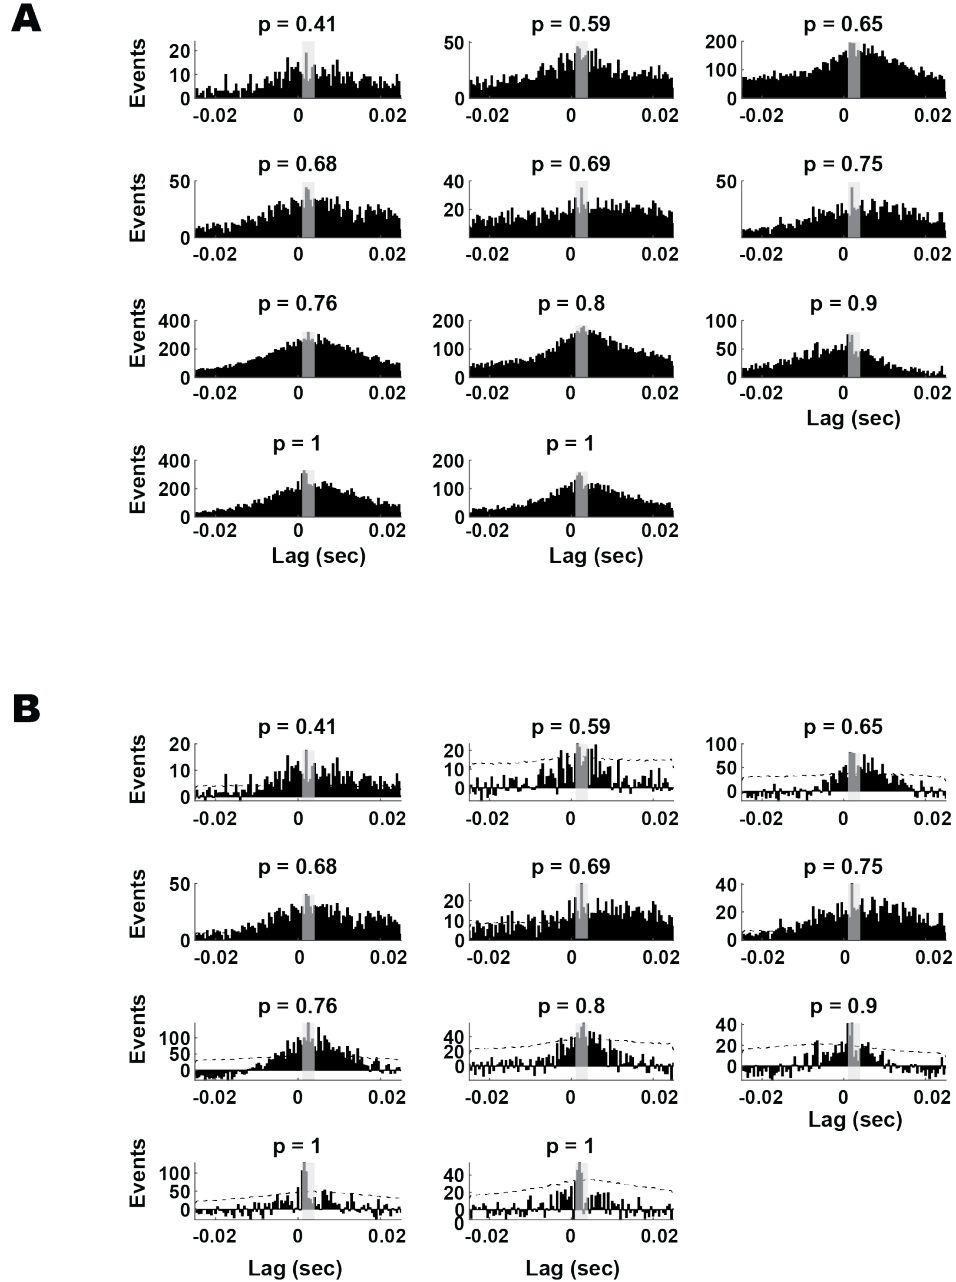 A
p = 0.41 p = 0.59 p = 0.65
Events 20 10 0 50 0 200 100 0
-0.02 0 0.02 -0.02 0 0.02 -0.02 0 0.02
p = 0.68 p = 0.69 p = 0.75
Events 50 0 40 20 50 0
-0.02 0 0.02 -0.02 0 0.02 -0.02 0 0.02
p = 0.76 p = 0.8 p = 0.9
Events 400 200 0 200 100 0 100 50 0
-0.02 0 0.02 -0.02 0 0.02 -0.02 0 0.02
Lag (sec)
p = 1 p = 1
Events 400 200 0 200 100 0
-0.02 0 0.02 -0.02 0 0.02
Lag (sec) Lag (sec)
B
p = 0.41 p = 0.59 p = 0.65
Events 20 10 0 20 10 0 100 50 0
-0.02 0 0.02 -0.02 0 0.02 -0.02 0 0.02
p = 0.68 p = 0.69 p = 0.75
Events 50 0 20 10 0 40 20 0
-0.02 0 0.02 -0.02 0 0.02 -0.02 0 0.02
p = 0.76 p = 0.8 p = 0.9
Events 100 50 0 40 20 0 40 20 0
-0.02 0 0.02 -0.02 0 0.02 -0.02 0 0.02
Lag (sec)
p = 1 p = 1
Events 100 50 0 40 20 0 0
-0.02 0 0.02 -0.02 0 0.02
Lag (sec) Lag (sec)